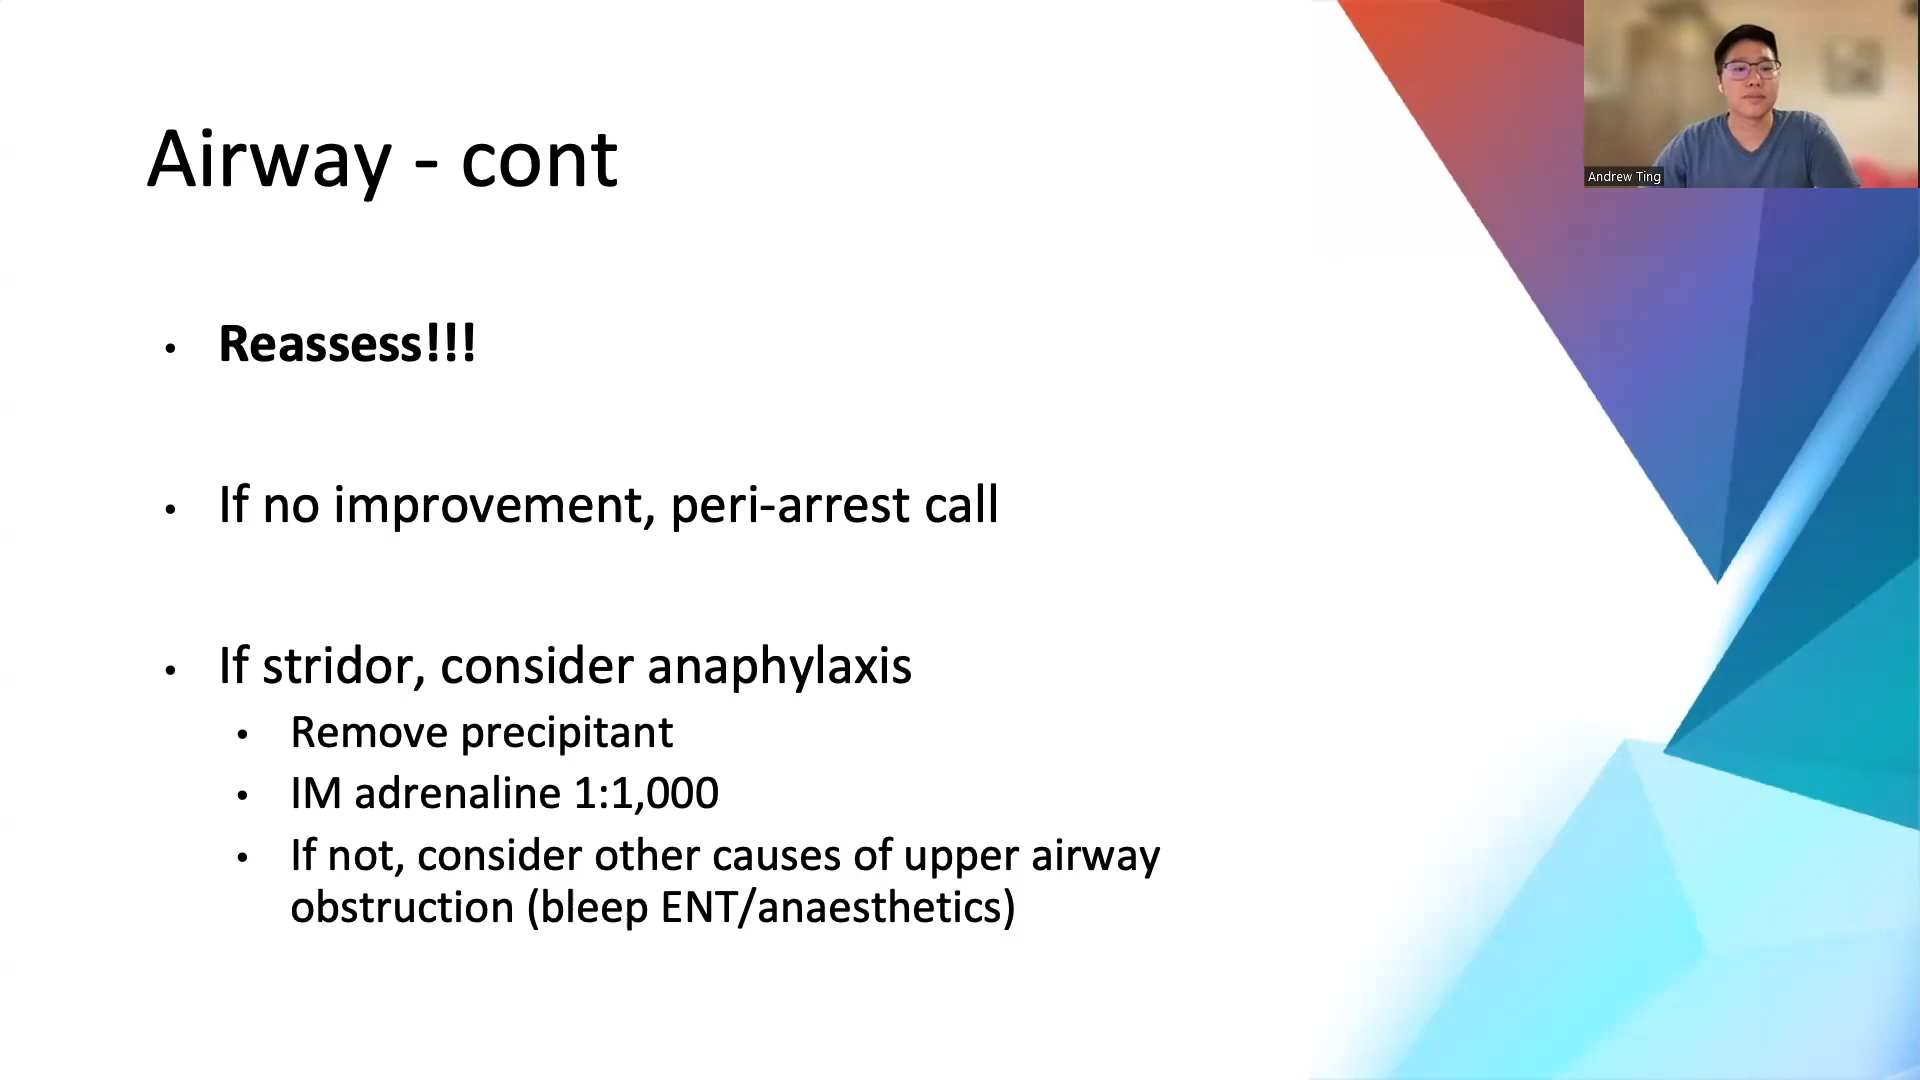 Airway - cont
Andrew Ting
• Reassess!!!
• If no improvement, peri-arrest call
• If stridor, consider anaphylaxis
• Remove precipitant
• IM adrenaline 1:1,000
• If not, consider other causes of upper airway
obstruction (bleep ENT/anaesthetics)